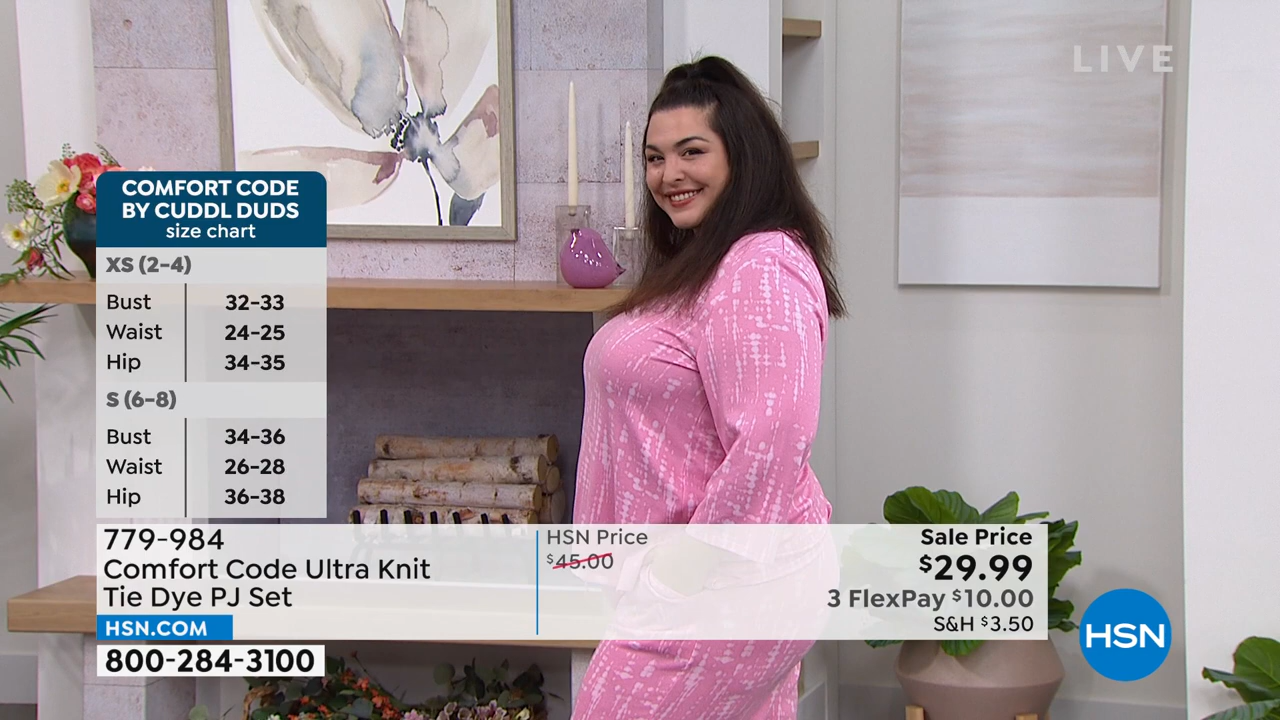 LIVE
COMFORT CODE
BY CUDDL DUDS
size chart
XS (2-4)
Bust 32-33
Waist 24-25
Hip 34-35
S (6-8)
Bust 34-36
Waist 26-28
Hip 36-38
779-984
Comfort Code Ultra Knit
Tie Dye PJ Set
HSN.COM
800-284-3100
HSN Price
$45.00
Sale Price
$29.99
3 FlexPay $10.00
S&H $3.50
HSN